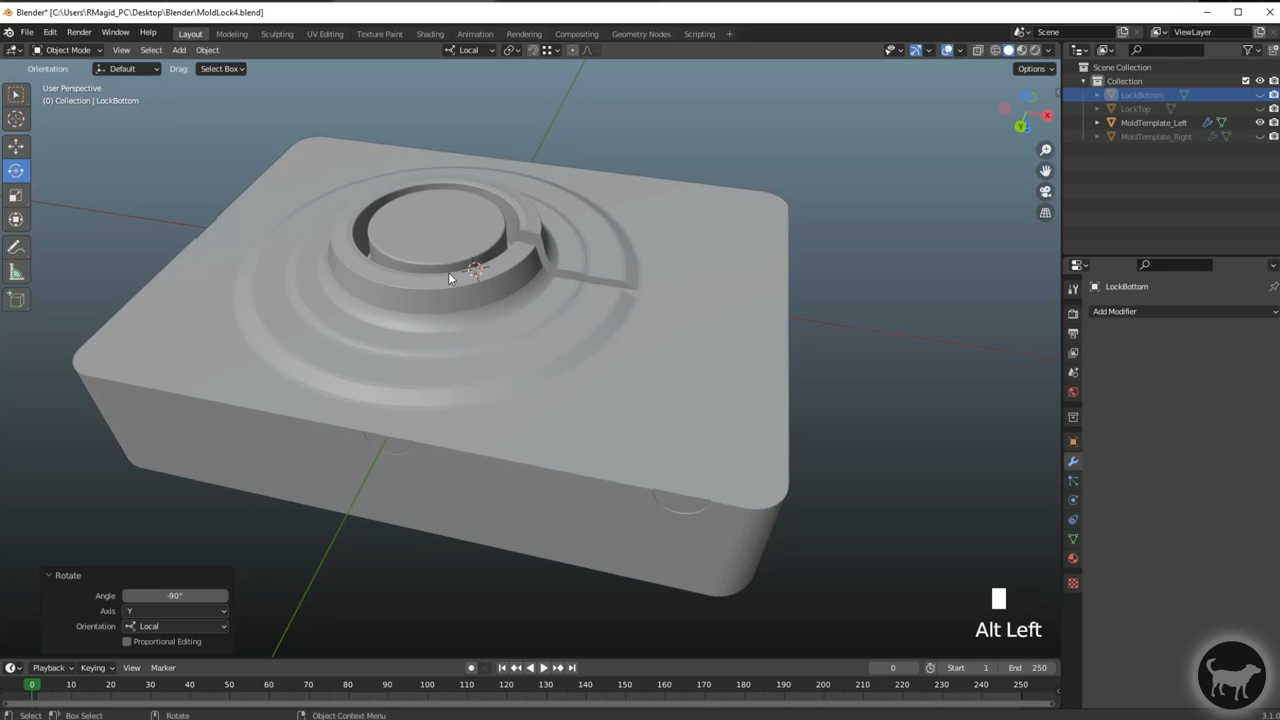 Blender* [C:\Users\RMagid_PC\Desktop\Blender\MoldLock4.blend]
File Edit Render Window Help Layout Modeling Sculpting UV Editing Texture Paint Shading Animation Rendering Compositing Geometry Nodes Scripting Scene ViewLayer
Object Mode View Select Add Object Local
Orientation: Default Drag: Select Box Options
User Perspective
(0) Collection | LockBottom
X
Y
Z
Scene Collection
Collection
LockBottom
LockTop
MoldTemplate_Left
MoldTemplate_Right
LockBottom
Add Modifier
Rotate
Angle -90°
Axis Y
Orientation Local
Proportional Editing
Alt Left
Playback Keying View Marker 0 Start 1 End 250
0 10 20 30 40 50 60 70 80 90 100 110 120 130 140 150 160 170 180 190 200 210 220 230 240 250
Select Box Select Rotate Object Context Menu 3.1.0